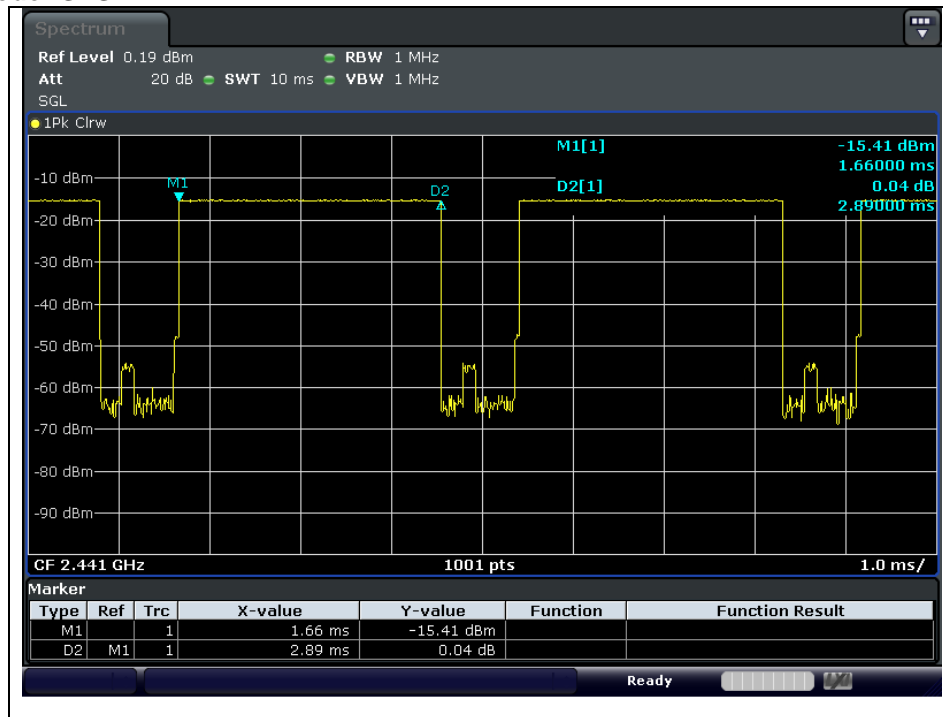 Spectrum
Ref Level 0.19 dBm RBW 1 MHz
Att 20 dB SWT 10 ms VBW 1 MHz
SGL
1Pk Clrw
M1[1] -15.41 dBm
1.66000 ms
D2[1] 0.04 dB
2.89000 ms
M1
D2
-10 dBm
-20 dBm
-30 dBm
-40 dBm
-50 dBm
-60 dBm
-70 dBm
-80 dBm
-90 dBm
CF 2.441 GHz 1001 pts 1.0 ms/
Marker
Type Ref Trc X-value Y-value Function Function Result
M1 1 1.66 ms -15.41 dBm
D2 M1 1 2.89 ms 0.04 dB
Ready